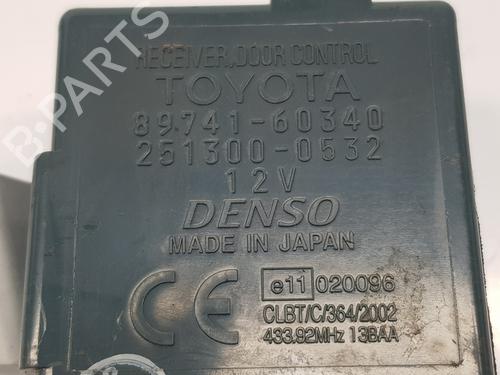 B-PARTS
RECEIVER,DOOR CONTROL
TOYOTA
89741-60340
251300-0532
12V
DENSO
MADE IN JAPAN
CE
e11 020096
CLBT/C/364/2002
433.92MHz 13BAA